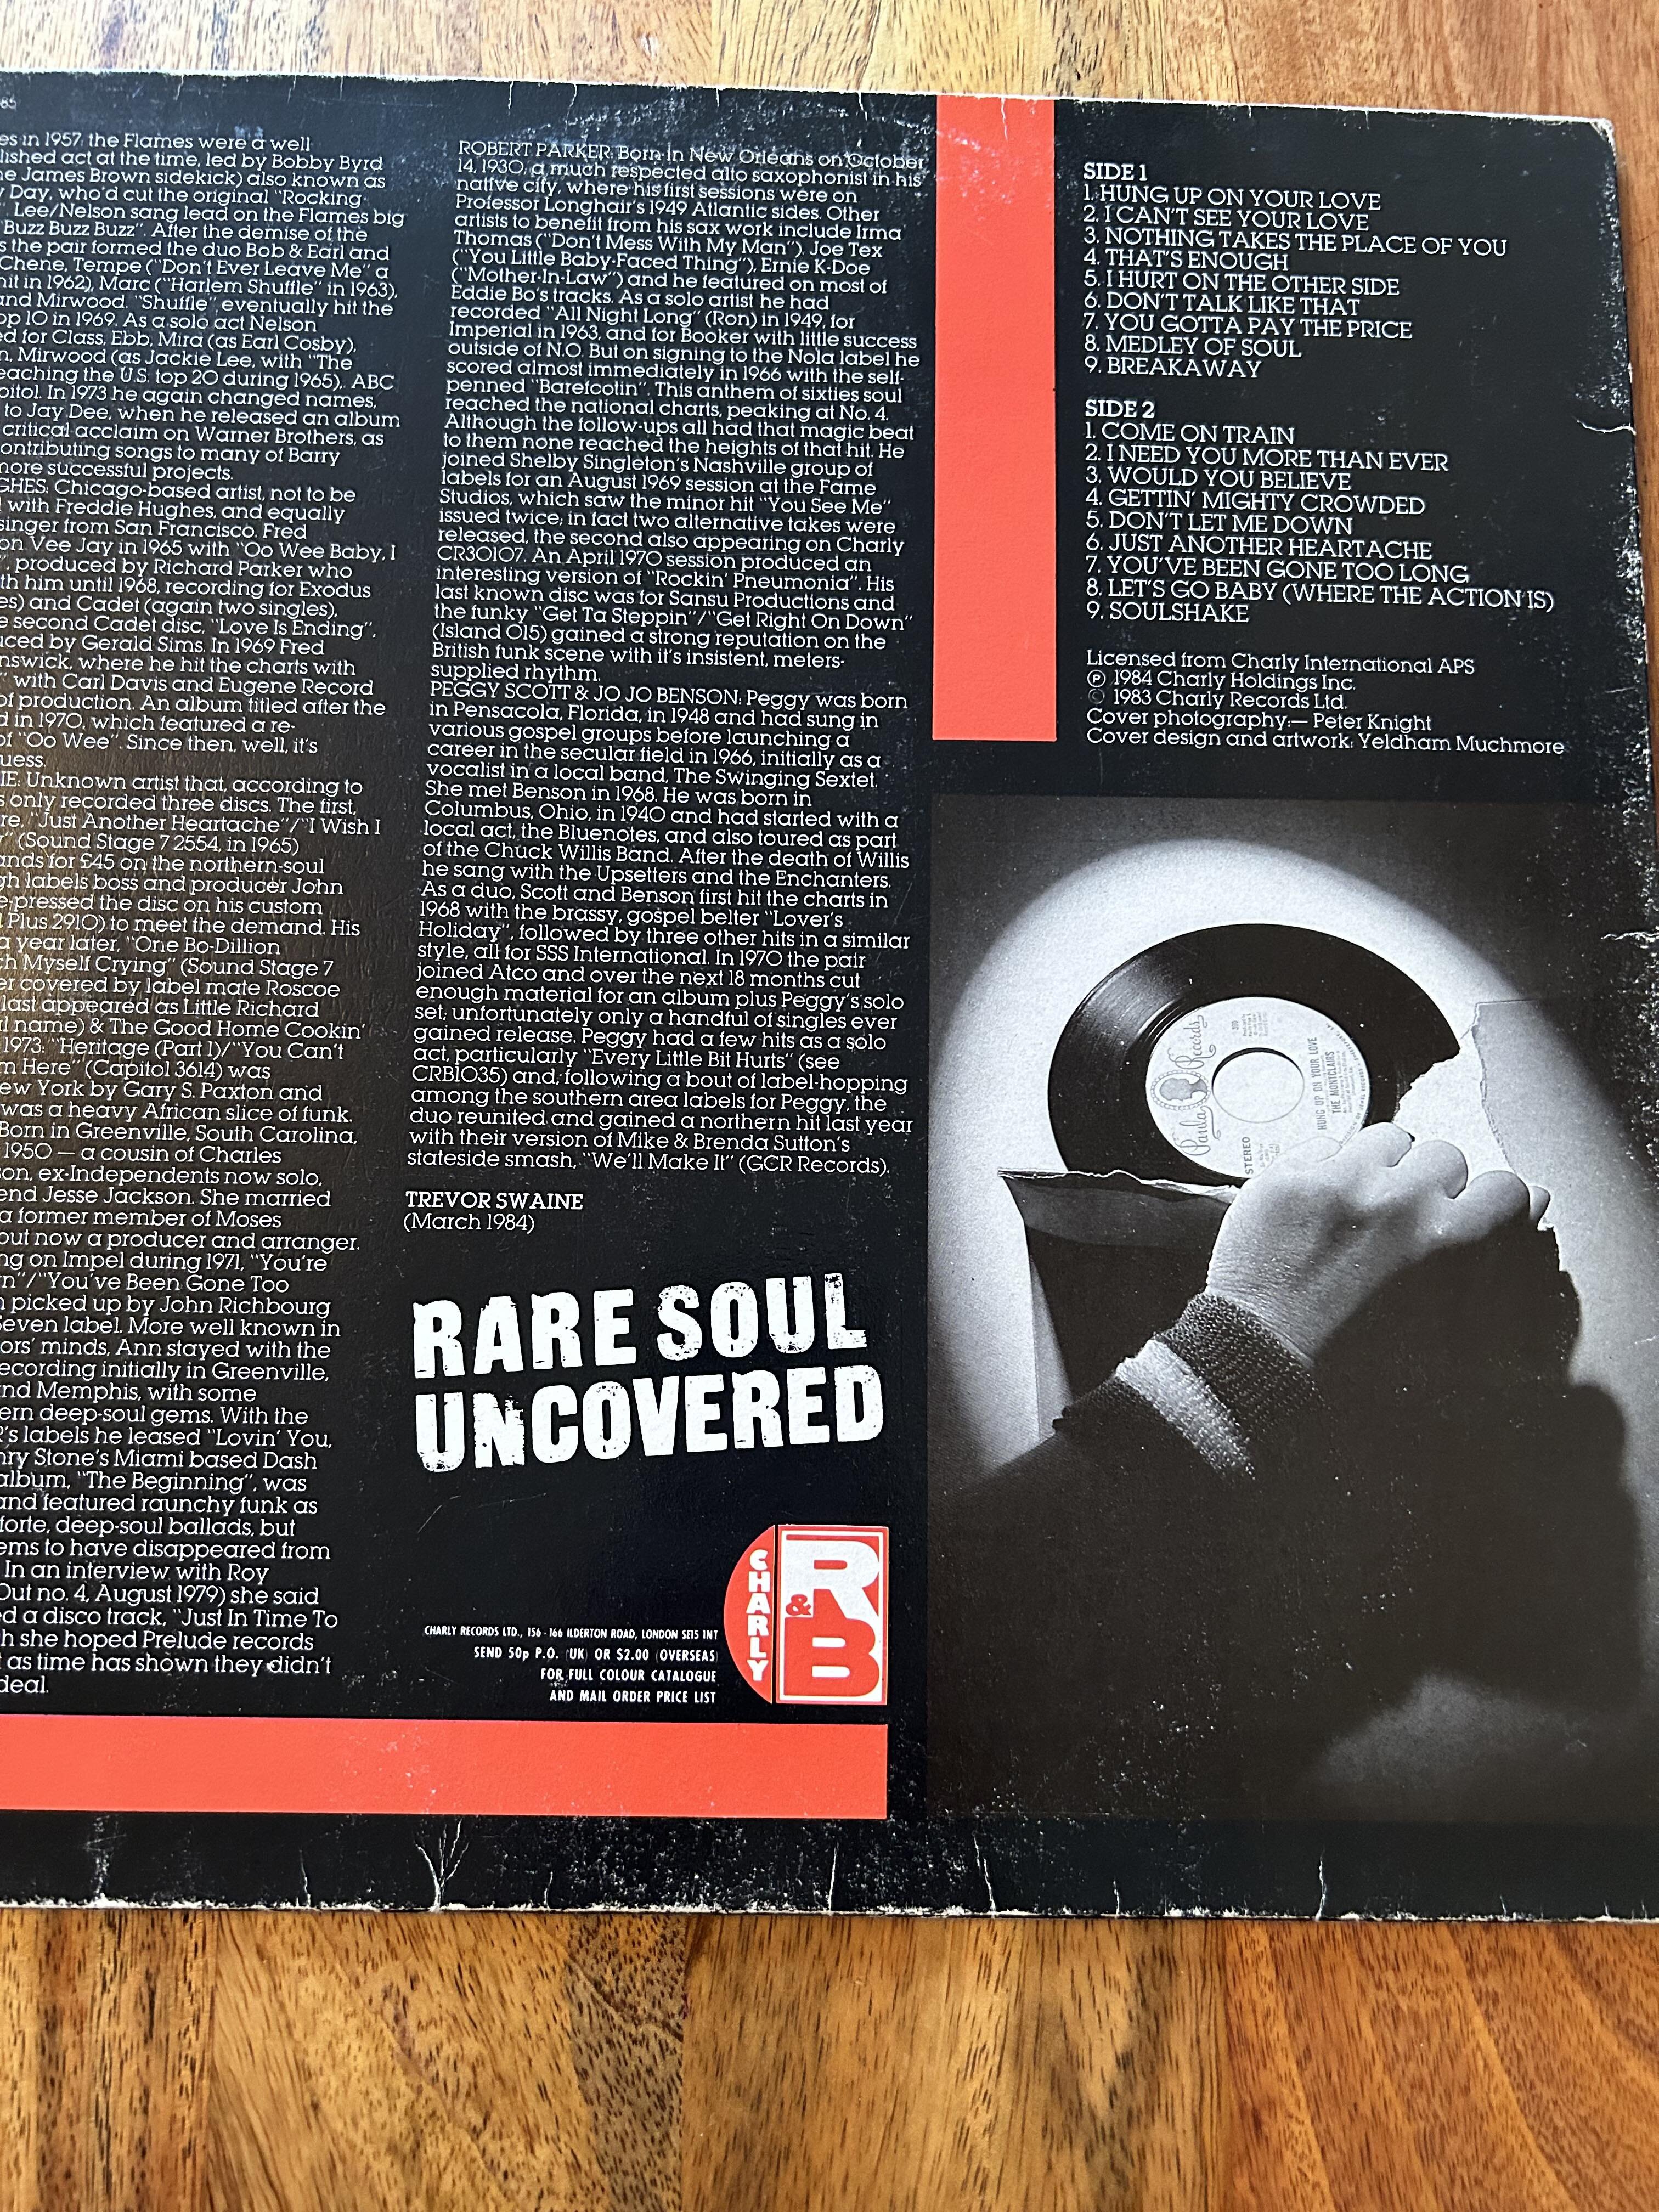 es in 1957, the Flames were a well
lished act at the time, led by Bobby Byrd
e James Brown sidekick) also known as
y Day, who'd cut the original "Rocking
Lee/Nelson sang lead on the Flames big
Buzz Buzz Buzz". After the demise of the
s the pair formed the duo Bob & Earl and
Chene, Tempe ("Don't Ever Leave Me" a
hit in 1962), Marc ("Harlem Shuffle" in 1963),
and Mirwood. "Shuffle" eventually hit the
op 10 in 1969. As a solo act Nelson
ed for Class, Ebb, Mira (as Earl Cosby),
n, Mirwood (as Jackie Lee, with "The
eaching the U.S. top 20 during 1965), ABC
pitol. In 1973 he again changed names,
to Jay Dee, when he released an album
critical acclaim on Warner Brothers, as
ontributing songs to many of Barry
more successful projects.
GHES: Chicago-based artist, not to be
with Freddie Hughes, and equally
singer from San Francisco. Fred
on Vee Jay in 1965 with "Oo Wee Baby, I
", produced by Richard Parker who
th him until 1968, recording for Exodus
es) and Cadet (again two singles),
e second Cadet disc, "Love Is Ending",
uced by Gerald Sims. In 1969 Fred
nswick, where he hit the charts with
" with Carl Davis and Eugene Record
of production. An album titled after the
d in 1970, which featured a re-
of "Oo Wee". Since then, well, it's
uess.
IE: Unknown artist that, according to
s only recorded three discs. The first,
re, "Just Another Heartache"/"I Wish I
" (Sound Stage 7 2554, in 1965)
ands for £45 on the northern-soul
gh labels boss and producer John
e-pressed the disc on his custom
l Plus 2910) to meet the demand. His
a year later, "One Bo-Dillion
h Myself Crying" (Sound Stage 7
er covered by label mate Roscoe
last appeared as Little Richard
l name) & The Good Home Cookin'
1973: "Heritage (Part 1)/"You Can't
m Here" (Capitol 3614) was
ew York by Gary S. Paxton and
was a heavy African slice of funk.
Born in Greenville, South Carolina,
1950 — a cousin of Charles
son, ex-Independents now solo,
end Jesse Jackson. She married
a former member of Moses
out now a producer and arranger.
ng on Impel during 1971, "You're
n"/"You've Been Gone Too
n picked up by John Richbourg
Seven label. More well known in
ors' minds, Ann stayed with the
ecording initially in Greenville,
nd Memphis, with some
ern deep-soul gems. With the
R's labels he leased "Lovin' You,
nry Stone's Miami based Dash
album, "The Beginning", was
and featured raunchy funk as
forte, deep-soul ballads, but
ems to have disappeared from
In an interview with Roy
Out no. 4, August 1979) she said
ed a disco track, "Just In Time To
h she hoped Prelude records
t as time has shown they didn't
deal.
ROBERT PARKER: Born in New Orleans on October
14, 1930, a much respected alto saxophonist in his
native city, where his first sessions were on
Professor Longhair's 1949 Atlantic sides. Other
artists to benefit from his sax work include Irma
Thomas ("Don't Mess With My Man"), Joe Tex
("You Little Baby-Faced Thing"), Ernie K-Doe
("Mother-In-Law") and he featured on most of
Eddie Bo's tracks. As a solo artist he had
recorded "All Night Long" (Ron) in 1949, for
Imperial in 1963, and for Booker with little success
outside of N.O. But on signing to the Nola label he
scored almost immediately in 1966 with the self-
penned "Barefcotin". This anthem of sixties soul
reached the national charts, peaking at No. 4.
Although the follow-ups all had that magic beat
to them none reached the heights of that hit. He
joined Shelby Singleton's Nashville group of
labels for an August 1969 session at the Fame
Studios, which saw the minor hit "You See Me"
issued twice; in fact two alternative takes were
released, the second also appearing on Charly
CR30107. An April 1970 session produced an
interesting version of "Rockin' Pneumonia". His
last known disc was for Sansu Productions and
the funky "Get Ta Steppin"/"Get Right On Down"
(Island 015) gained a strong reputation on the
British funk scene with it's insistent, meters-
supplied rhythm.
PEGGY SCOTT & JO JO BENSON: Peggy was born
in Pensacola, Florida, in 1948 and had sung in
various gospel groups before launching a
career in the secular field in 1966, initially as a
vocalist in a local band, The Swinging Sextet.
She met Benson in 1968. He was born in
Columbus, Ohio, in 1940 and had started with a
local act, the Bluenotes, and also toured as part
of the Chuck Willis Band. After the death of Willis
he sang with the Upsetters and the Enchanters.
As a duo, Scott and Benson first hit the charts in
1968 with the brassy, gospel belter "Lover's
Holiday", followed by three other hits in a similar
style, all for SSS International. In 1970 the pair
joined Atco and over the next 18 months cut
enough material for an album plus Peggy's solo
set; unfortunately only a handful of singles ever
gained release. Peggy had a few hits as a solo
act, particularly "Every Little Bit Hurts" (see
CRB1035) and, following a bout of label-hopping
among the southern area labels for Peggy, the
duo reunited and gained a northern hit last year
with their version of Mike & Brenda Sutton's
stateside smash, "We'll Make It" (GCR Records).
TREVOR SWAINE
(March 1984)
RARE SOUL
UNCOVERED
CHARLY
R&B
CHARLY RECORDS LTD., 156-166 ILDERTON ROAD, LONDON SE15 1NT
SEND 50p P.O. (UK) OR $2.00 (OVERSEAS)
FOR FULL COLOUR CATALOGUE
AND MAIL ORDER PRICE LIST
SIDE 1
1. HUNG UP ON YOUR LOVE
2. I CAN'T SEE YOUR LOVE
3. NOTHING TAKES THE PLACE OF YOU
4. THAT'S ENOUGH
5. I HURT ON THE OTHER SIDE
6. DON'T TALK LIKE THAT
7. YOU GOTTA PAY THE PRICE
8. MEDLEY OF SOUL
9. BREAKAWAY
SIDE 2
1. COME ON TRAIN
2. I NEED YOU MORE THAN EVER
3. WOULD YOU BELIEVE
4. GETTIN' MIGHTY CROWDED
5. DON'T LET ME DOWN
6. JUST ANOTHER HEARTACHE
7. YOU'VE BEEN GONE TOO LONG
8. LET'S GO BABY (WHERE THE ACTION IS)
9. SOULSHAKE
Licensed from Charly International APS
℗ 1984 Charly Holdings Inc.
© 1983 Charly Records Ltd.
Cover photography:— Peter Knight
Cover design and artwork: Yeldham Muchmore
Paula Records
STEREO
HUNG UP ON YOUR LOVE
THE MONTCLAIRS